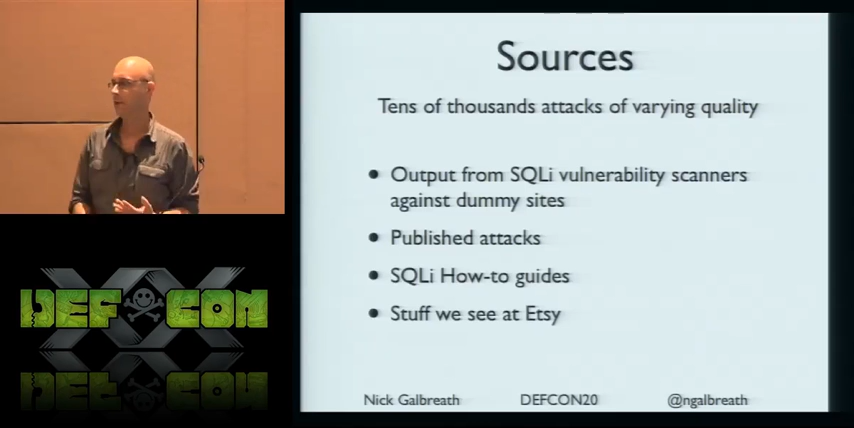 Sources
Tens of thousands attacks of varying quality
• Output from SQLi vulnerability scanners
against dummy sites
• Published attacks
• SQLi How-to guides
• Stuff we see at Etsy
Nick Galbreath DEFCON20 @ngalbreath
XX
DEF CON